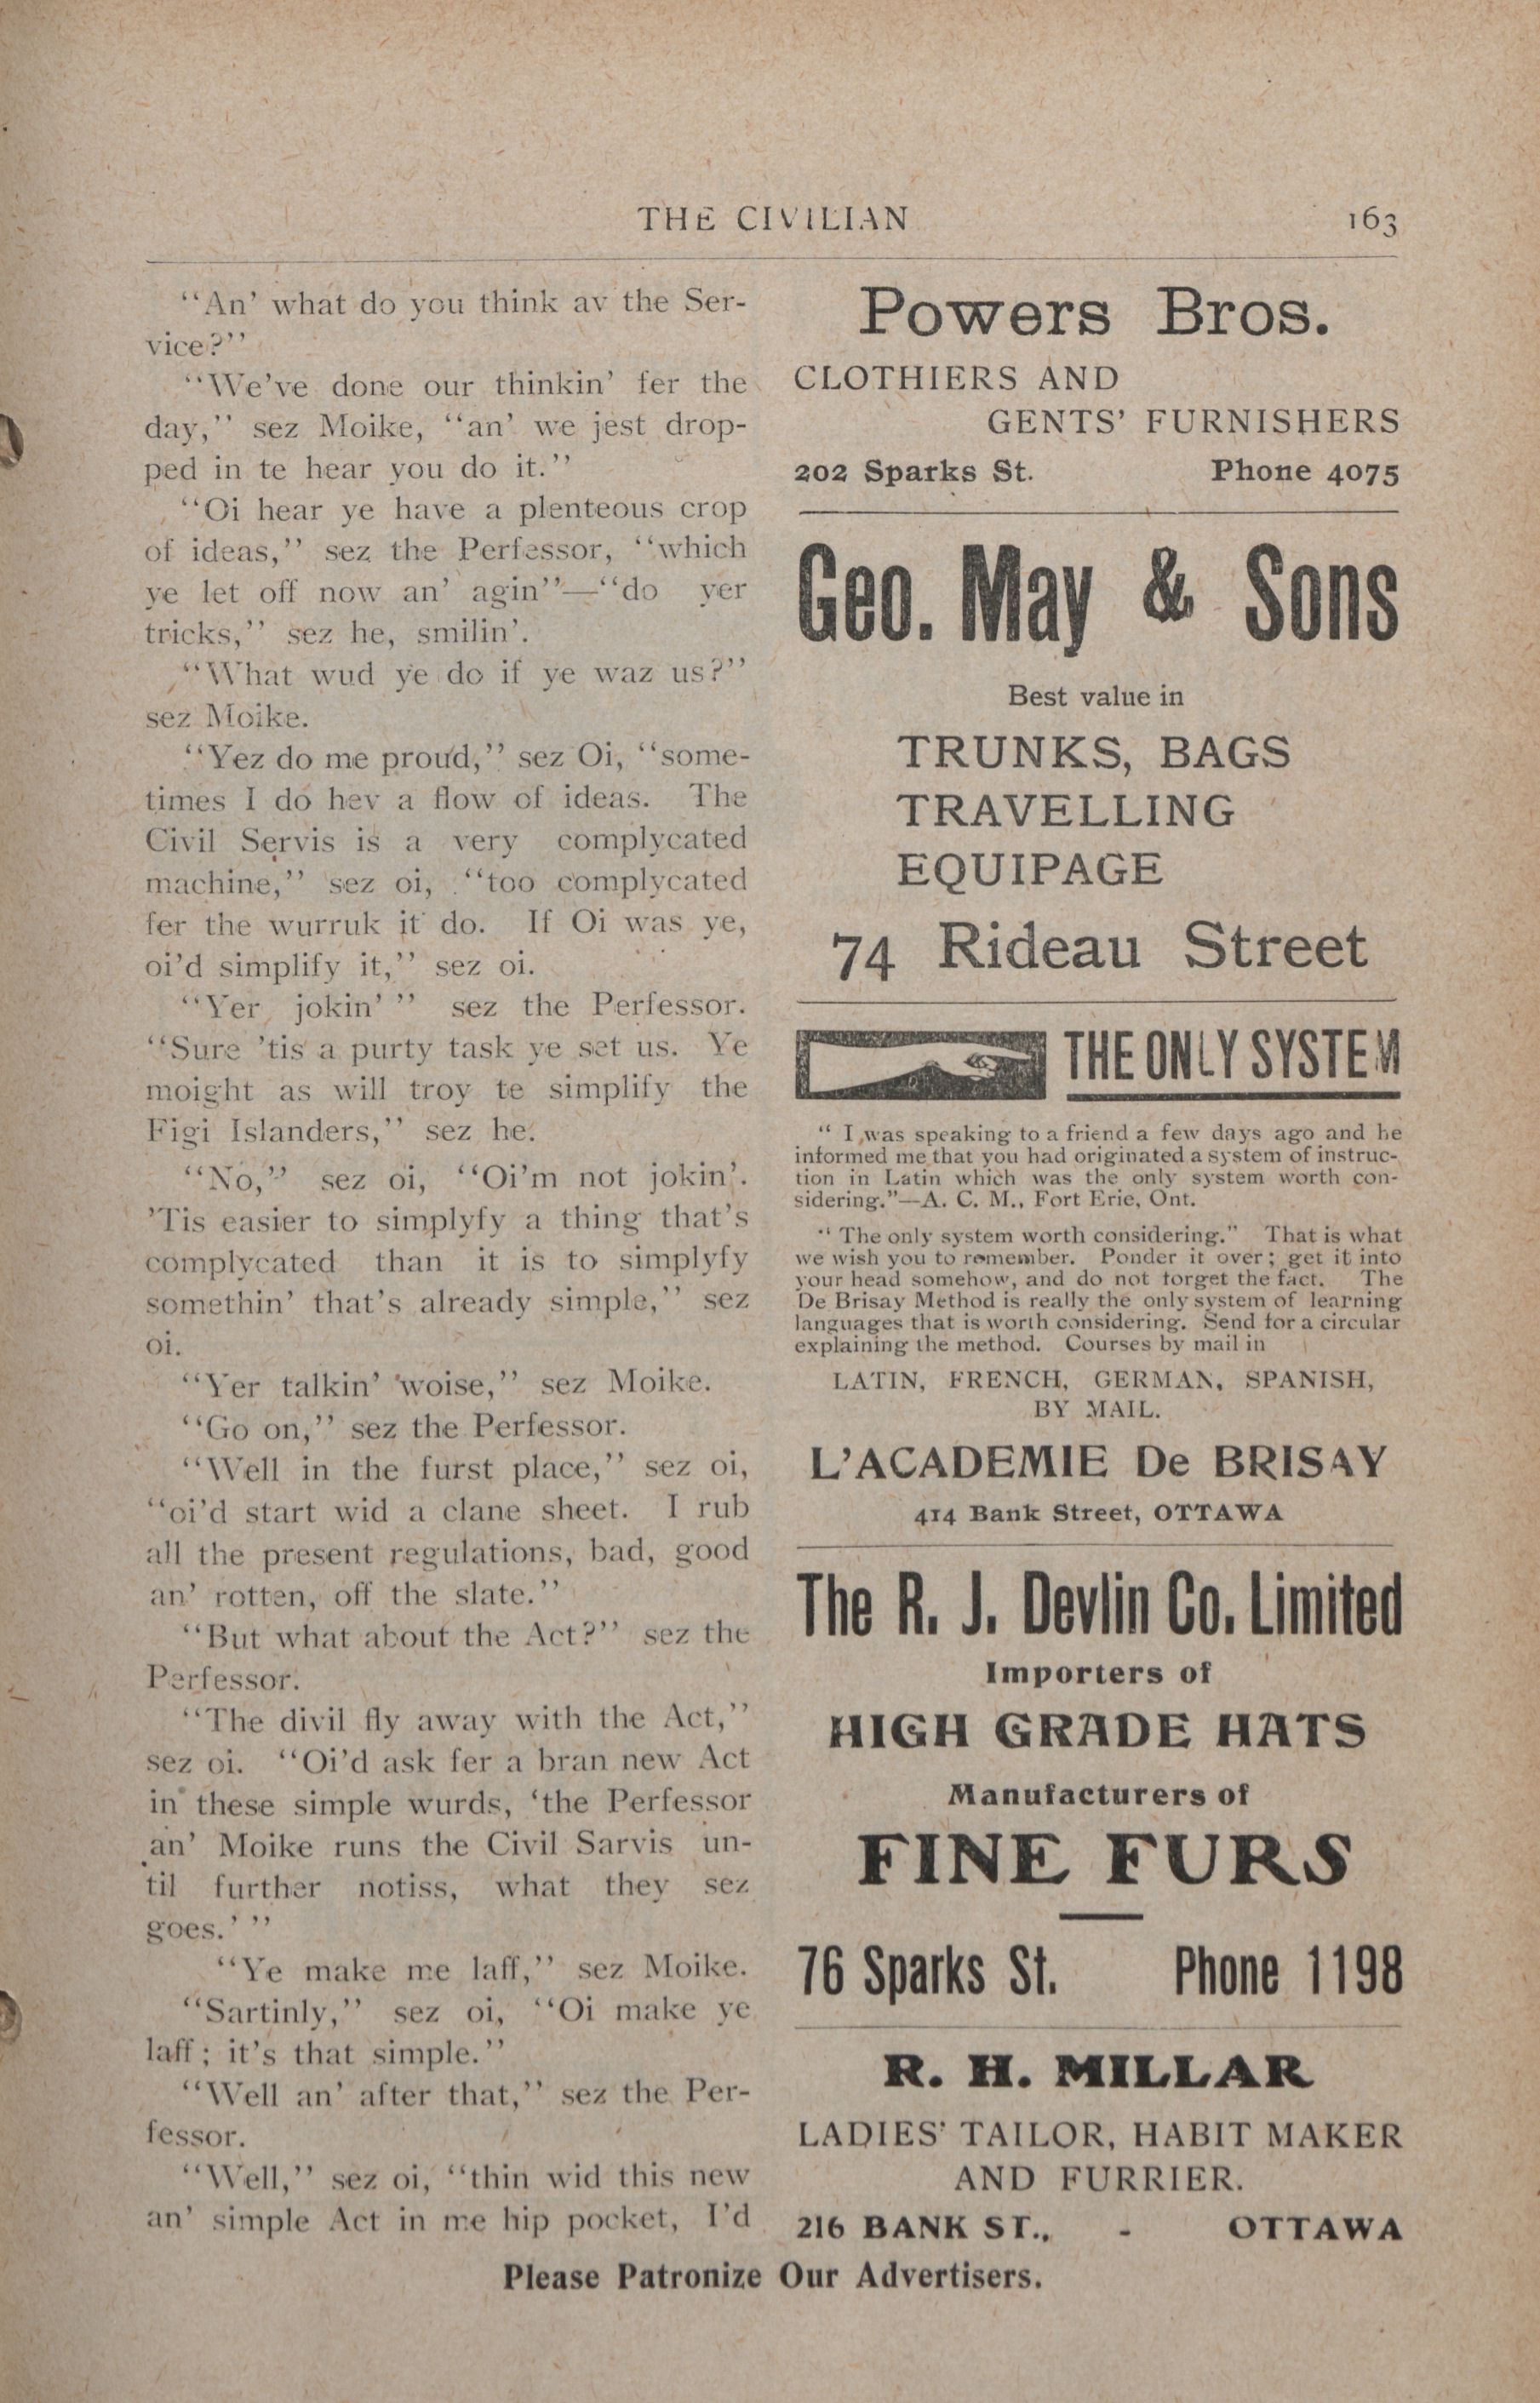 THE CIVILIAN
163
“An’ what do you think av the Ser-
vice?”
“We’ve done our thinkin’ fer the
day,” sez Moike, “an’ we jest drop-
ped in te hear you do it.”
“Oi hear ye have a plenteous crop
of ideas,” sez the Perfessor, “which
ye let off now an’ agin”—“do yer
tricks,” sez he, smilin’.
“What wud ye do if ye waz us?”
sez Moike.
“Yez do me proud,” sez Oi, “some-
times I do hev a flow of ideas. The
Civil Servis is a very complycated
machine,” sez oi, “too complycated
fer the wurruk it do. If Oi was ye,
oi’d simplify it,” sez oi.
“Yer jokin’ ” sez the Perfessor.
“Sure ’tis a purty task ye set us. Ye
moight as will troy te simplify the
Figi Islanders,” sez he.
“No,” sez oi, “Oi’m not jokin’.
’Tis easier to simplyfy a thing that’s
complycated than it is to simplyfy
somethin’ that’s already simple,” sez
oi.
“Yer talkin’ woise,” sez Moike.
“Go on,” sez the Perfessor.
“Well in the furst place,” sez oi,
“oi’d start wid a clane sheet. I rub
all the present regulations, bad, good
an’ rotten, off the slate.”
“But what about the Act?” sez the
Perfessor.
“The divil fly away with the Act,”
sez oi. “Oi’d ask fer a bran new Act
in these simple wurds, ‘the Perfessor
an’ Moike runs the Civil Sarvis un-
til further notiss, what they sez
goes.’ ”
“Ye make me laff,” sez Moike.
“Sartinly,” sez oi, “Oi make ye
laff; it’s that simple.”
“Well an’ after that,” sez the Per-
fessor.
“Well,” sez oi, “thin wid this new
an’ simple Act in me hip pocket, I’d
Powers Bros.
CLOTHIERS AND
GENTS’ FURNISHERS
202 Sparks St. Phone 4075
Geo. May & Sons
Best value in
TRUNKS, BAGS
TRAVELLING
EQUIPAGE
74 Rideau Street
THE ONLY SYSTEM
“ I was speaking to a friend a few days ago and he
informed me that you had originated a system of instruc-
tion in Latin which was the only system worth con-
sidering.”—A. C. M., Fort Erie, Ont.
“ The only system worth considering.” That is what
we wish you to remember. Ponder it over; get it into
your head somehow, and do not forget the fact. The
De Brisay Method is really the only system of learning
languages that is worth considering. Send for a circular
explaining the method. Courses by mail in
LATIN, FRENCH, GERMAN, SPANISH,
BY MAIL.
L’ACADEMIE De BRISAY
414 Bank Street, OTTAWA
The R. J. Devlin Co. Limited
Importers of
HIGH GRADE HATS
Manufacturers of
FINE FURS
76 Sparks St. Phone 1198
R. H. MILLAR
LADIES’ TAILOR, HABIT MAKER
AND FURRIER.
216 BANK ST., - OTTAWA
Please Patronize Our Advertisers.